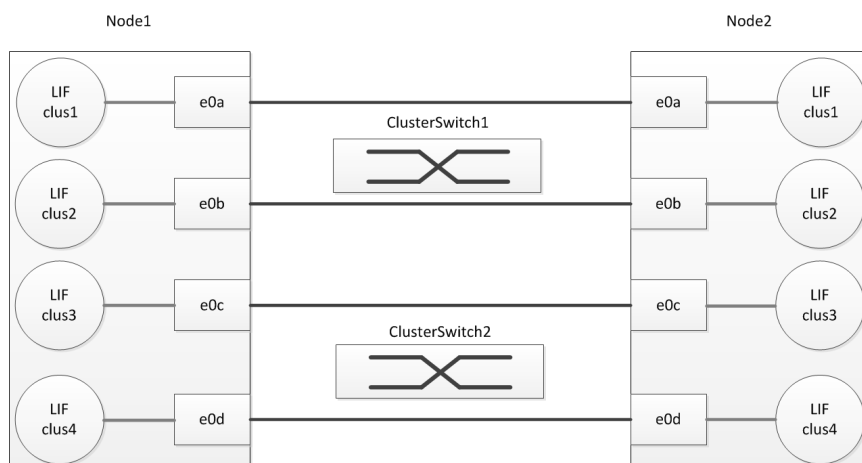 Node1
Node2
LIF
clus1
e0a
e0a
LIF
clus1
ClusterSwitch1
LIF
clus2
e0b
e0b
LIF
clus2
LIF
clus3
e0c
e0c
LIF
clus3
ClusterSwitch2
LIF
clus4
e0d
e0d
LIF
clus4